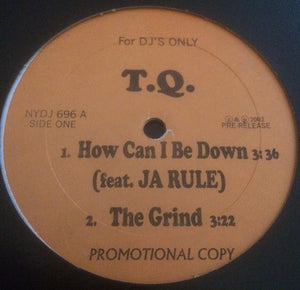 For DJ'S ONLY
T.Q.
NYDJ 696 A
SIDE ONE
PRE-RELEASE
1. How Can I Be Down 3:36
(feat. JA RULE)
2. The Grind 3:22
PROMOTIONAL COPY